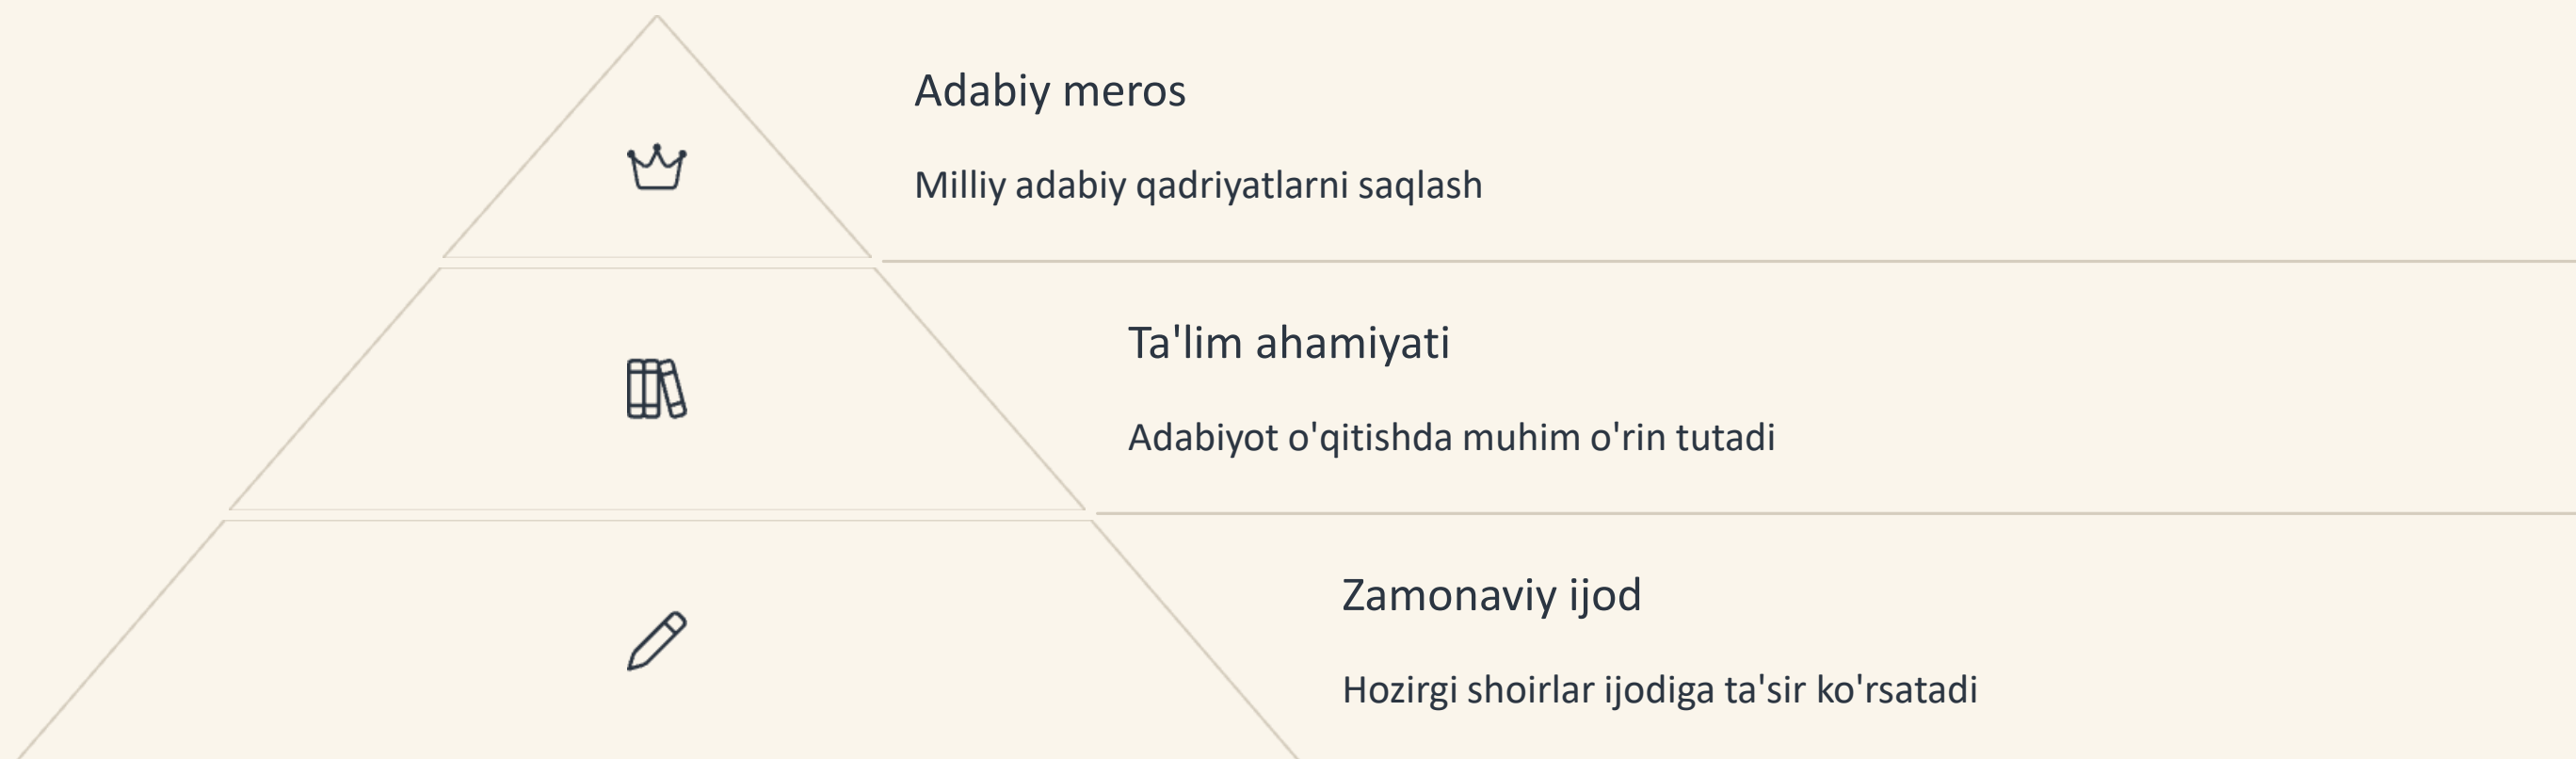 Adabiy meros
Milliy adabiy qadriyatlarni saqlash
Ta'lim ahamiyati
Adabiyot o'qitishda muhim o'rin tutadi
Zamonaviy ijod
Hozirgi shoirlar ijodiga ta'sir ko'rsatadi